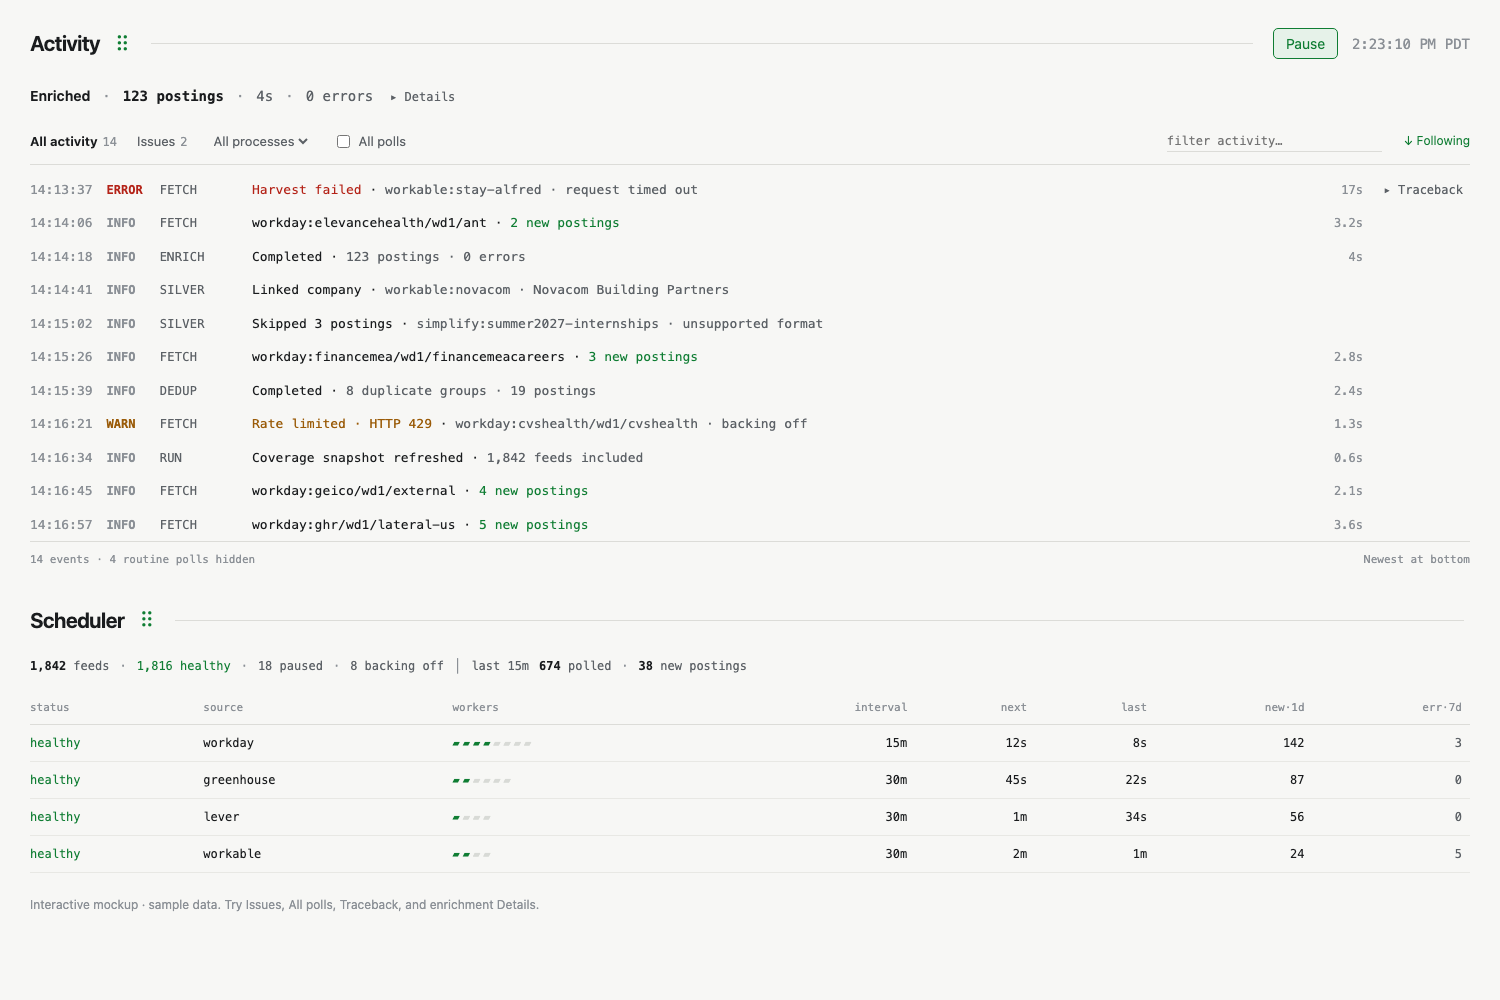 Activity Pause 2:23:10 PM PDT
Enriched · 123 postings · 4s · 0 errors ▸ Details
All activity 14 Issues 2 All processes All polls filter activity… ↓ Following
14:13:37 ERROR FETCH Harvest failed · workable:stay-alfred · request timed out 17s ▸ Traceback
14:14:06 INFO FETCH workday:elevancehealth/wd1/ant · 2 new postings 3.2s
14:14:18 INFO ENRICH Completed · 123 postings · 0 errors 4s
14:14:41 INFO SILVER Linked company · workable:novacom · Novacom Building Partners
14:15:02 INFO SILVER Skipped 3 postings · simplify:summer2027-internships · unsupported format
14:15:26 INFO FETCH workday:financemea/wd1/financemeacareers · 3 new postings 2.8s
14:15:39 INFO DEDUP Completed · 8 duplicate groups · 19 postings 2.4s
14:16:21 WARN FETCH Rate limited · HTTP 429 · workday:cvshealth/wd1/cvshealth · backing off 1.3s
14:16:34 INFO RUN Coverage snapshot refreshed · 1,842 feeds included 0.6s
14:16:45 INFO FETCH workday:geico/wd1/external · 4 new postings 2.1s
14:16:57 INFO FETCH workday:ghr/wd1/lateral-us · 5 new postings 3.6s
14 events · 4 routine polls hidden Newest at bottom
Scheduler
1,842 feeds · 1,816 healthy · 18 paused · 8 backing off | last 15m 674 polled · 38 new postings
status source workers interval next last new·1d err·7d
healthy workday 15m 12s 8s 142 3
healthy greenhouse 30m 45s 22s 87 0
healthy lever 30m 1m 34s 56 0
healthy workable 30m 2m 1m 24 5
Interactive mockup · sample data. Try Issues, All polls, Traceback, and enrichment Details.